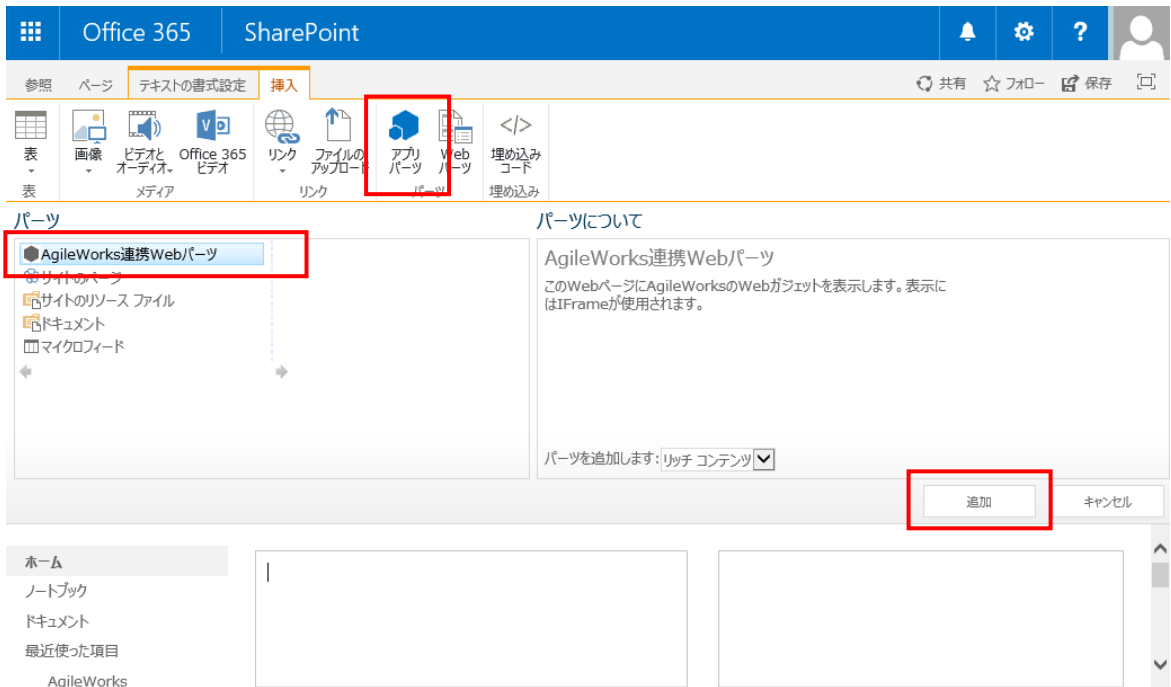 Office 365 SharePoint ?
参照 ページ テキストの書式設定 挿入 共有 フォロー 保存
表 画像 ビデオと オーディオ Office 365 ビデオ リンク ファイルの アップロード アプリ パーツ Web パーツ 埋め込み コード
表 メディア リンク パーツ 埋め込み
パーツ
AgileWorks連携Webパーツ
サイトのページ
サイトのリソース ファイル
ドキュメント
マイクロフィード
パーツについて
AgileWorks連携Webパーツ
このWebページにAgileWorksのWebガジェットを表示します。表示に
はIFrameが使用されます。
パーツを追加します: リッチ コンテンツ
追加 キャンセル
ホーム
ノートブック
ドキュメント
最近使った項目
AgileWorks